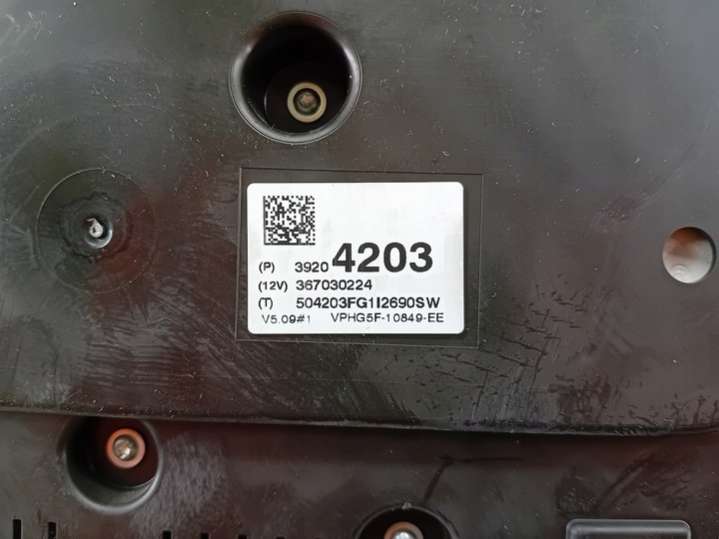 (P) 3920 4203
(12V) 367030224
(T) 504203FG1I2690SW
V5.09#1 VPHG5F-10849-EE